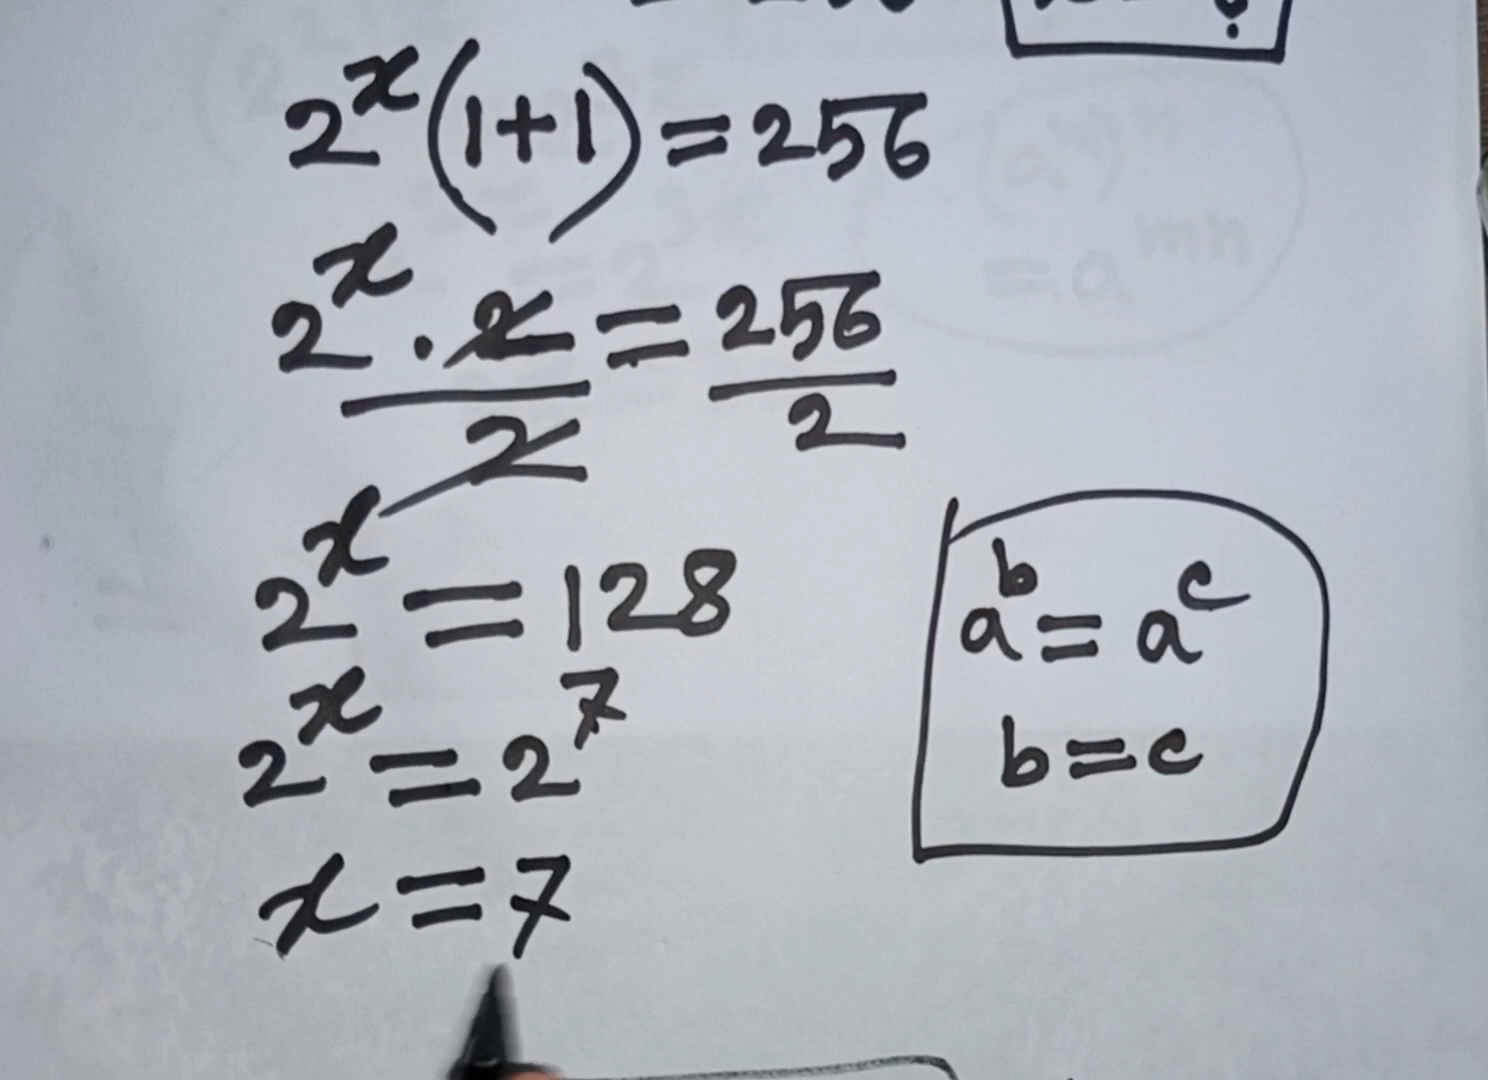 2^x(1+1)=256
2^x · 2 / 2 = 256 / 2
2^x = 128
2^x = 2^7
x = 7
a^b = a^c
b = c